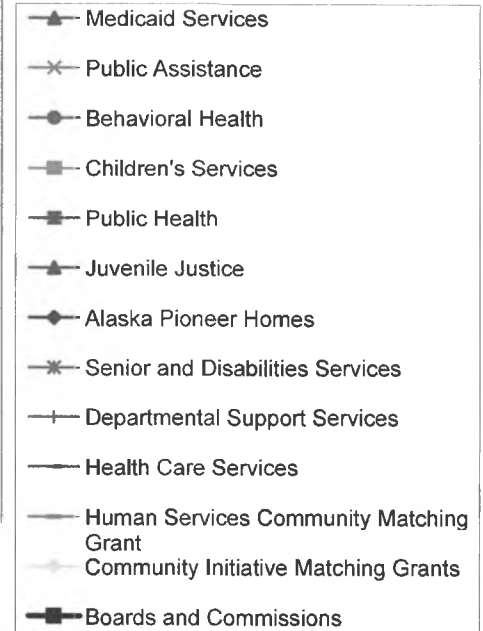 Medicaid Services
Public Assistance
Behavioral Health
Children's Services
Public Health
Juvenile Justice
Alaska Pioneer Homes
Senior and Disabilities Services
Departmental Support Services
Health Care Services
Human Services Community Matching
Grant
Community Initiative Matching Grants
Boards and Commissions